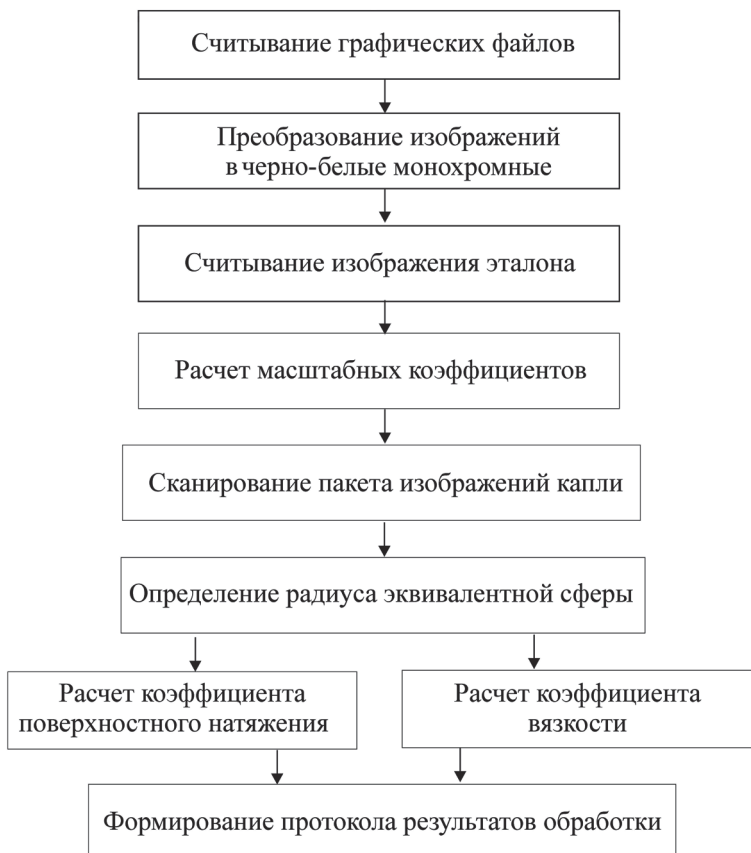 Считывание графических файлов
Преобразование изображений
в черно-белые монохромные
Считывание изображения эталона
Расчет масштабных коэффициентов
Сканирование пакета изображений капли
Определение радиуса эквивалентной сферы
Расчет коэффициента
поверхностного натяжения
Расчет коэффициента
вязкости
Формирование протокола результатов обработки